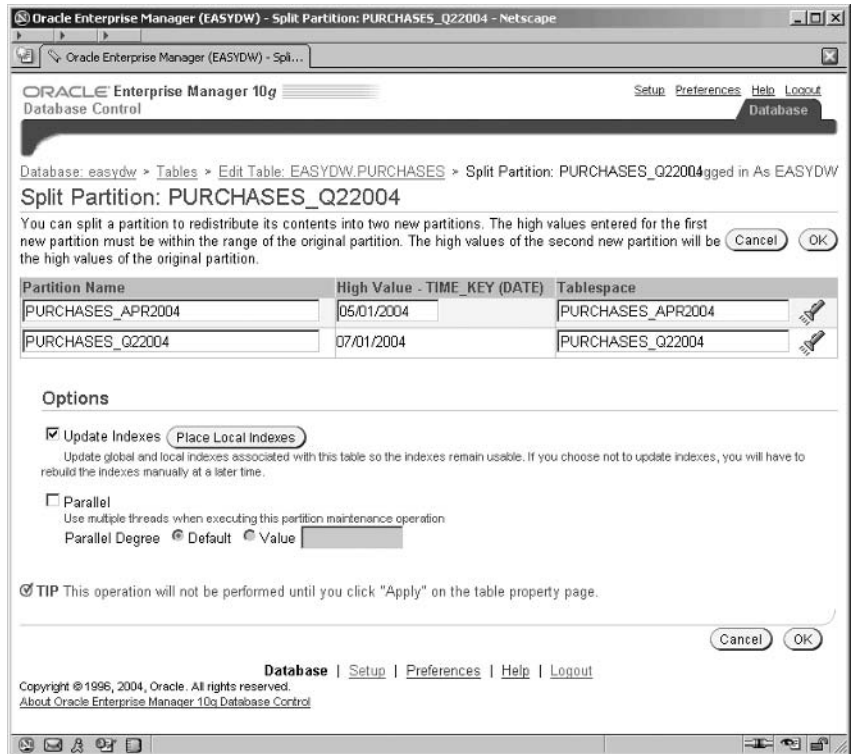 Oracle Enterprise Manager (EASYDW) - Split Partition: PURCHASES_Q22004 - Netscape
Oracle Enterprise Manager (EASYDW) - Spli...
ORACLE Enterprise Manager 10g
Database Control
Setup Preferences Help Logout
Database
Database: easydw > Tables > Edit Table: EASYDW.PURCHASES > Split Partition: PURCHASES_Q22004gged in As EASYDW
Split Partition: PURCHASES_Q22004
You can split a partition to redistribute its contents into two new partitions. The high values entered for the first
new partition must be within the range of the original partition. The high values of the second new partition will be
the high values of the original partition.
Cancel OK
Partition Name High Value - TIME_KEY (DATE) Tablespace
PURCHASES_APR2004 05/01/2004 PURCHASES_APR2004
PURCHASES_Q22004 07/01/2004 PURCHASES_Q22004
Options
Update Indexes Place Local Indexes
Update global and local indexes associated with this table so the indexes remain usable. If you choose not to update indexes, you will have to
rebuild the indexes manually at a later time.
Parallel
Use multiple threads when executing this partition maintenance operation
Parallel Degree Default Value
TIP This operation will not be performed until you click "Apply" on the table property page.
Cancel OK
Database | Setup | Preferences | Help | Logout
Copyright © 1996, 2004, Oracle. All rights reserved.
About Oracle Enterprise Manager 10g Database Control